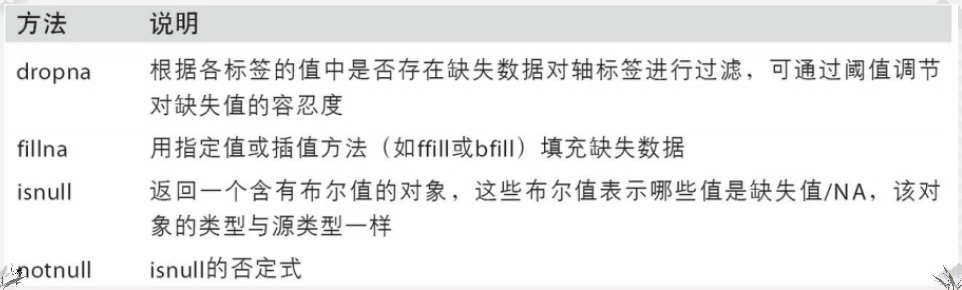 方法 说明
dropna 根据各标签的值中是否存在缺失数据对轴标签进行过滤，可通过阈值调节
对缺失值的容忍度
fillna 用指定值或插值方法（如ffill或bfill）填充缺失数据
isnull 返回一个含有布尔值的对象，这些布尔值表示哪些值是缺失值/NA，该对
象的类型与源类型一样
notnull isnull的否定式